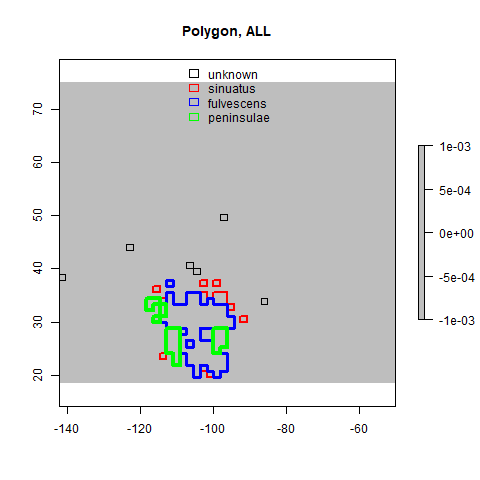 Polygon, ALL
unknown
sinuatus
fulvescens
peninsulae
70
60
50
40
30
20
-140
-120
-100
-80
-60
1e-03
5e-04
0e+00
-5e-04
-1e-03